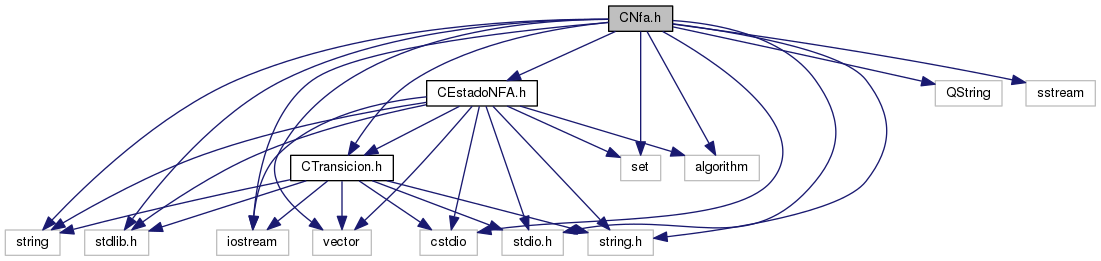 CNfa.h
CEstadoNFA.h
QString
sstream
CTransicion.h
set
algorithm
string
stdlib.h
iostream
vector
cstdio
stdio.h
string.h